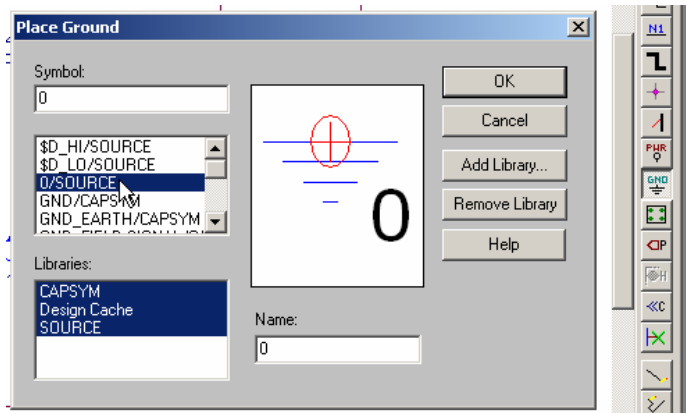 Place Ground
Symbol:
0
$D_HI/SOURCE
$D_LO/SOURCE
0/SOURCE
GND/CAPSYM
GND_EARTH/CAPSYM
Libraries:
CAPSYM
Design Cache
SOURCE
0
Name:
0
OK
Cancel
Add Library...
Remove Library
Help
N1
PWR
GND
P
H
C